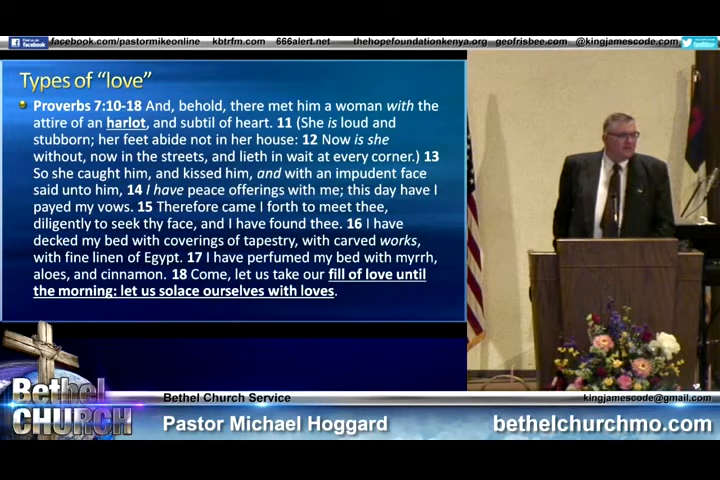 Find us on
facebook
facebook.com/pastormikeonline kbtrfm.com 666alert.net thehopefoundationkenya.org geofrisbee.com @kingjamescode.com
twitter
Types of "love"
Proverbs 7:10-18 And, behold, there met him a woman with the
attire of an harlot, and subtil of heart. 11 (She is loud and
stubborn; her feet abide not in her house: 12 Now is she
without, now in the streets, and lieth in wait at every corner.) 13
So she caught him, and kissed him, and with an impudent face
said unto him, 14 I have peace offerings with me; this day have I
payed my vows. 15 Therefore came I forth to meet thee,
diligently to seek thy face, and I have found thee. 16 I have
decked my bed with coverings of tapestry, with carved works,
with fine linen of Egypt. 17 I have perfumed my bed with myrrh,
aloes, and cinnamon. 18 Come, let us take our fill of love until
the morning: let us solace ourselves with loves.
Bethel
CHURCH
Bethel Church Service
kingjamescode@gmail.com
Pastor Michael Hoggard
bethelchurchmo.com